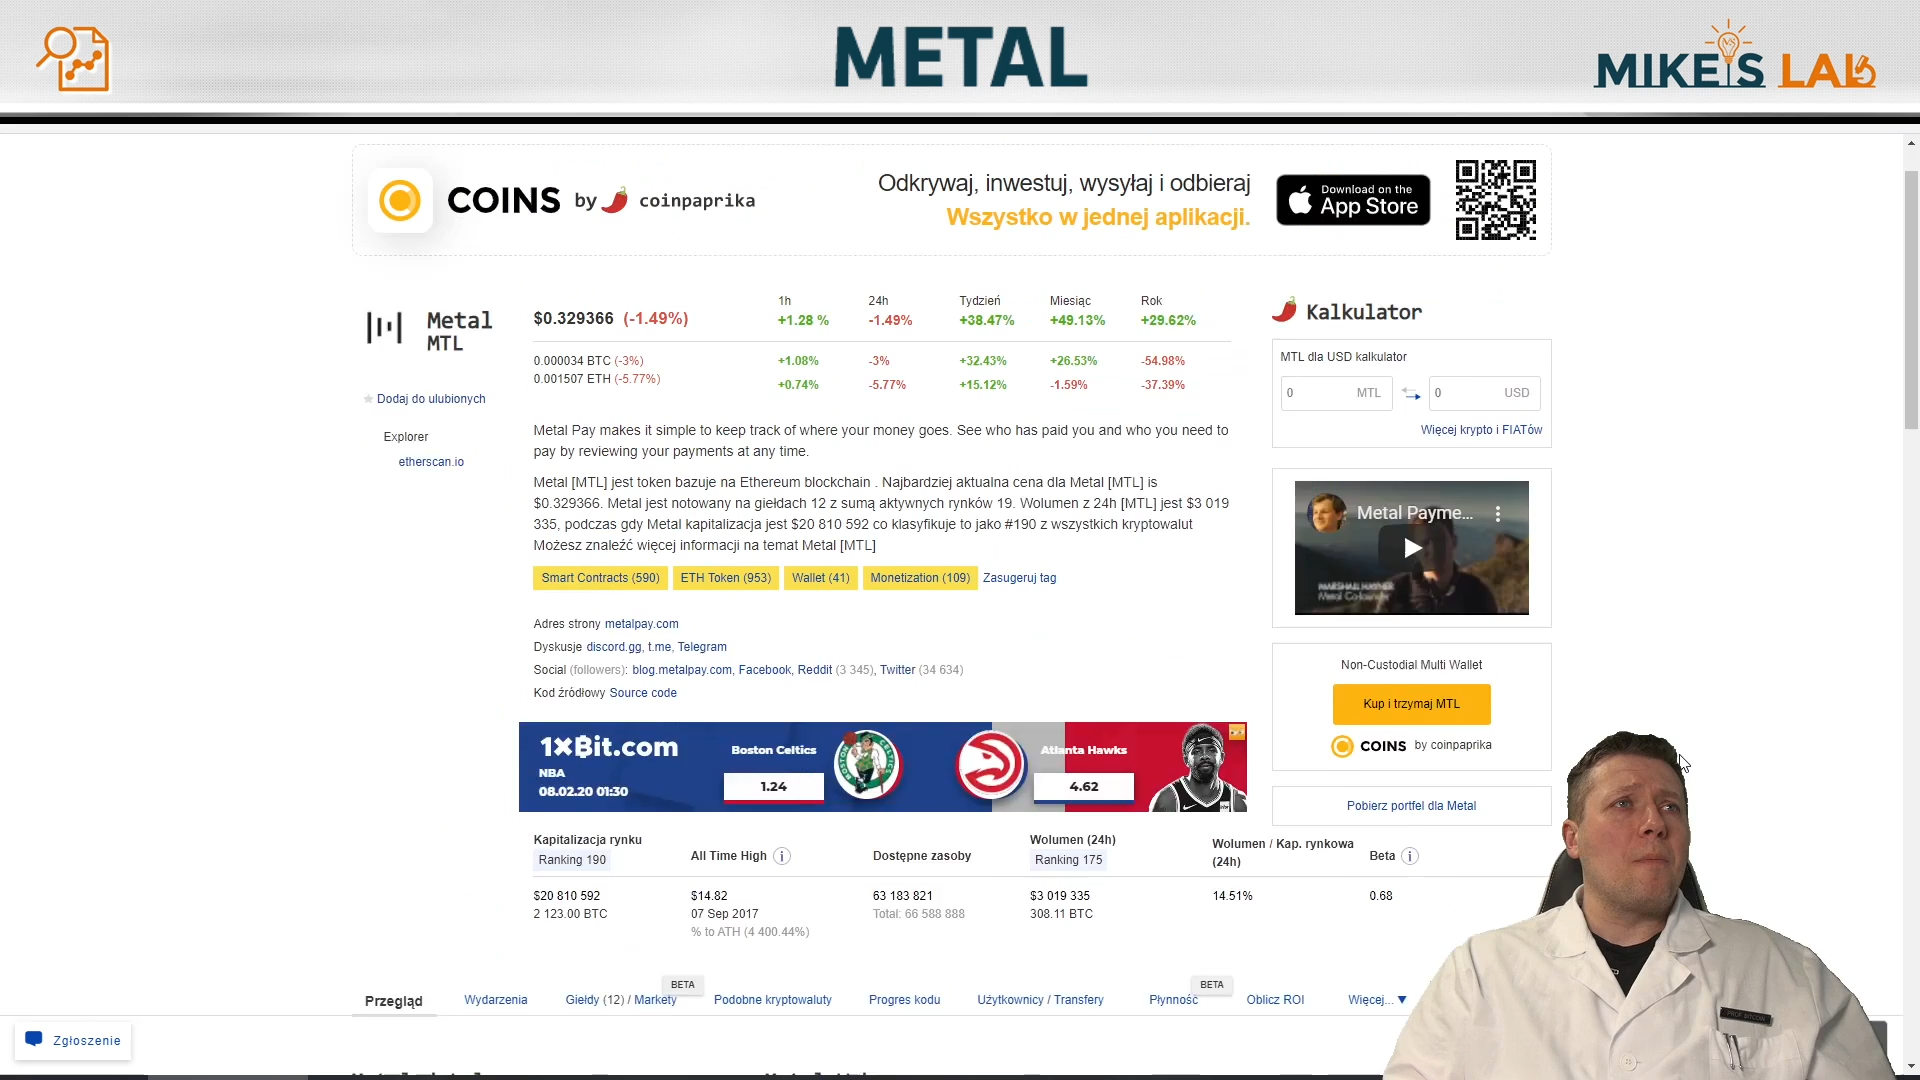 METAL
MIKE'S LAB
COINS by coinpaprika
Odkrywaj, inwestuj, wysyłaj i odbieraj
Wszystko w jednej aplikacji.
Download on the
App Store
Metal
MTL
$0.329366 (-1.49%)
1h 24h Tydzień Miesiąc Rok
+1.28 % -1.49% +38.47% +49.13% +29.62%
0.000034 BTC (-3%) +1.08% -3% +32.43% +26.53% -54.98%
0.001507 ETH (-5.77%) +0.74% -5.77% +15.12% -1.59% -37.39%
Dodaj do ulubionych
Explorer
etherscan.io
Metal Pay makes it simple to keep track of where your money goes. See who has paid you and who you need to
pay by reviewing your payments at any time.
Metal [MTL] jest token bazuje na Ethereum blockchain . Najbardziej aktualna cena dla Metal [MTL] is
$0.329366. Metal jest notowany na giełdach 12 z sumą aktywnych rynków 19. Wolumen z 24h [MTL] jest $3 019
335, podczas gdy Metal kapitalizacja jest $20 810 592 co klasyfikuje to jako #190 z wszystkich kryptowalut
Możesz znaleźć więcej informacji na temat Metal [MTL]
Smart Contracts (590) ETH Token (953) Wallet (41) Monetization (109) Zasugeruj tag
Adres strony metalpay.com
Dyskusje discord.gg, t.me, Telegram
Social (followers): blog.metalpay.com, Facebook, Reddit (3 345), Twitter (34 634)
Kod źródłowy Source code
Kalkulator
MTL dla USD kalkulator
0 MTL 0 USD
Więcej krypto i FIATów
Metal Payme...
MARSHALL HAYNER
Metal Co-founder
Non-Custodial Multi Wallet
Kup i trzymaj MTL
COINS by coinpaprika
Pobierz portfel dla Metal
1xBit.com
NBA
08.02.20 01:30
Boston Celtics
1.24
Atlanta Hawks
4.62
Kapitalizacja rynku
Ranking 190
$20 810 592
2 123.00 BTC
All Time High
$14.82
07 Sep 2017
% to ATH (4 400.44%)
Dostępne zasoby
63 183 821
Total: 66 588 888
Wolumen (24h)
Ranking 175
$3 019 335
308.11 BTC
Wolumen / Kap. rynkowa
(24h)
14.51%
Beta
0.68
BETA BETA
Przegląd Wydarzenia Giełdy (12) / Markety Podobne kryptowaluty Progres kodu Użytkownicy / Transfery Płynność Oblicz ROI Więcej...
Zgłoszenie
PROF. BITCOIN